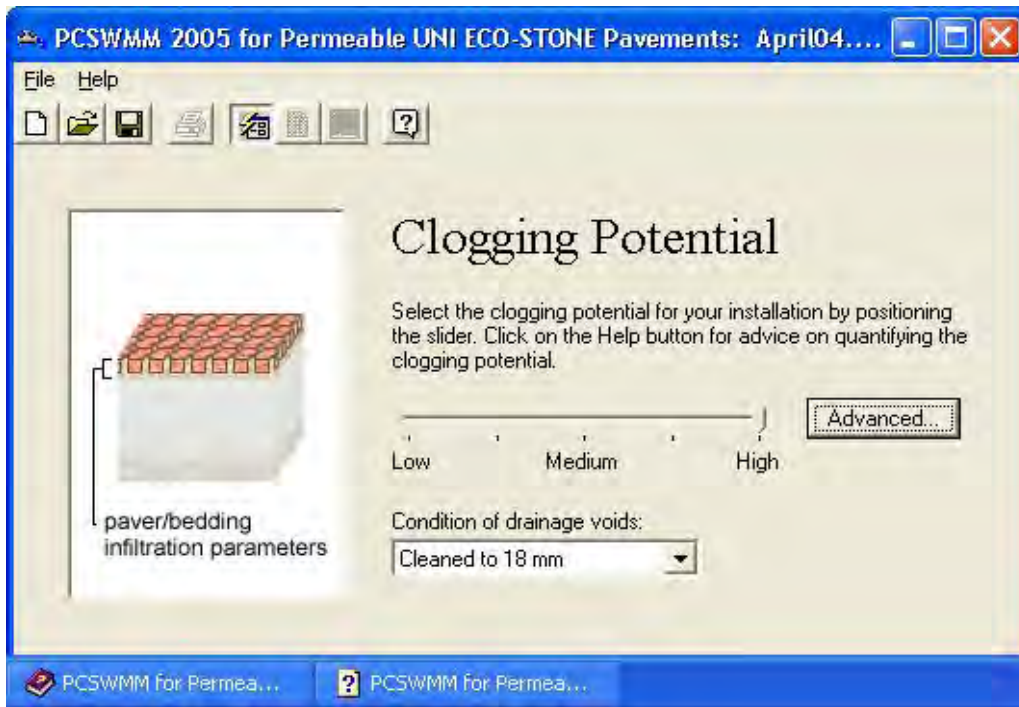 PCSWMM 2005 for Permeable UNI ECO-STONE Pavements: April04....
File Help
Clogging Potential
Select the clogging potential for your installation by positioning
the slider. Click on the Help button for advice on quantifying the
clogging potential.
Advanced...
Low Medium High
paver/bedding
infiltration parameters
Condition of drainage voids:
Cleaned to 18 mm
PCSWMM for Permea... PCSWMM for Permea...